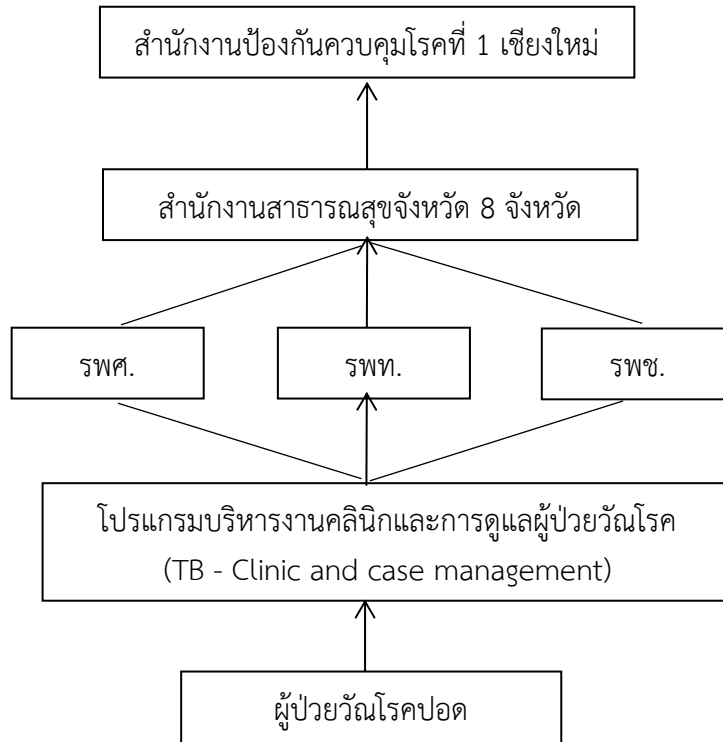 สำนักงานป้องกันควบคุมโรคที่ 1 เชียงใหม่
สำนักงานสาธารณสุขจังหวัด 8 จังหวัด
รพศ.
รพท.
รพช.
โปรแกรมบริหารงานคลินิกและการดูแลผู้ป่วยวัณโรค
(TB - Clinic and case management)
ผู้ป่วยวัณโรคปอด